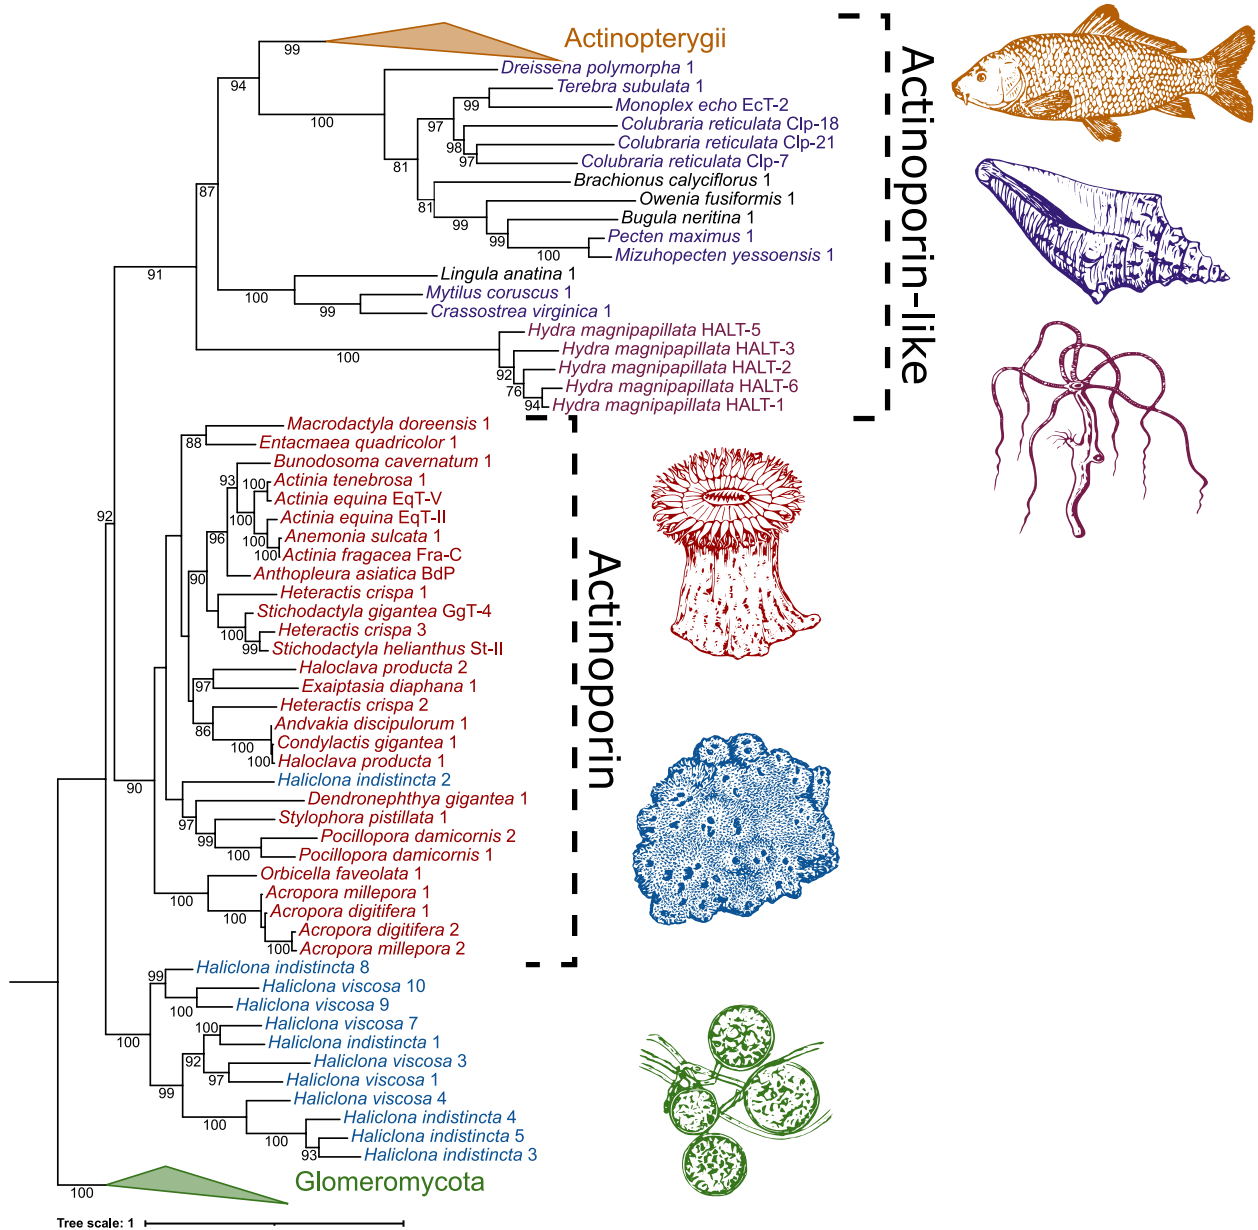 99
Actinopterygii
94
Dreissena polymorpha 1
Terebra subulata 1
99
Monoplex echo EcT-2
100
97
Colubraria reticulata Clp-18
98
Colubraria reticulata Clp-21
97
Colubraria reticulata Clp-7
81
Brachionus calyciflorus 1
87
81
Owenia fusiformis 1
99
Bugula neritina 1
99
Pecten maximus 1
100
Mizuhopecten yessoensis 1
91
Lingula anatina 1
100
Mytilus coruscus 1
99
Crassostrea virginica 1
Hydra magnipapillata HALT-5
100
Hydra magnipapillata HALT-3
92
Hydra magnipapillata HALT-2
76
Hydra magnipapillata HALT-6
94
Hydra magnipapillata HALT-1
Actinoporin-like
Macrodactyla doreensis 1
88
Entacmaea quadricolor 1
Bunodosoma cavernatum 1
93
100
Actinia tenebrosa 1
Actinia equina EqT-V
92
100
Actinia equina EqT-II
96
100
Anemonia sulcata 1
100
Actinia fragacea Fra-C
90
Anthopleura asiatica BdP
Heteractis crispa 1
Stichodactyla gigantea GgT-4
100
Heteractis crispa 3
99
Stichodactyla helianthus St-II
Haloclava producta 2
97
Exaiptasia diaphana 1
Heteractis crispa 2
86
Andvakia discipulorum 1
100
Condylactis gigantea 1
100
Haloclava producta 1
90
Haliclona indistincta 2
Dendronephthya gigantea 1
97
Stylophora pistillata 1
99
Pocillopora damicornis 2
100
Pocillopora damicornis 1
Orbicella faveolata 1
100
Acropora millepora 1
100
Acropora digitifera 1
Acropora digitifera 2
100
Acropora millepora 2
Actinoporin
Haliclona indistincta 8
99
Haliclona viscosa 10
100
Haliclona viscosa 9
100
Haliclona viscosa 7
100
Haliclona indistincta 1
92
Haliclona viscosa 3
97
Haliclona viscosa 1
99
Haliclona viscosa 4
100
Haliclona indistincta 4
100
Haliclona indistincta 5
93
Haliclona indistincta 3
100
Glomeromycota
Tree scale: 1